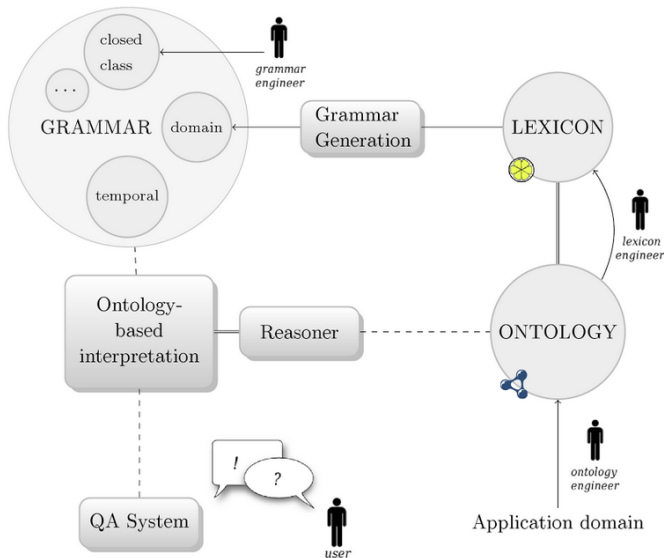 closed
class
grammar
engineer
...
GRAMMAR
domain
Grammar
Generation
LEXICON
temporal
lexicon
engineer
Ontology-
based
interpretation
Reasoner
ONTOLOGY
!
?
ontology
engineer
QA System
user
Application domain